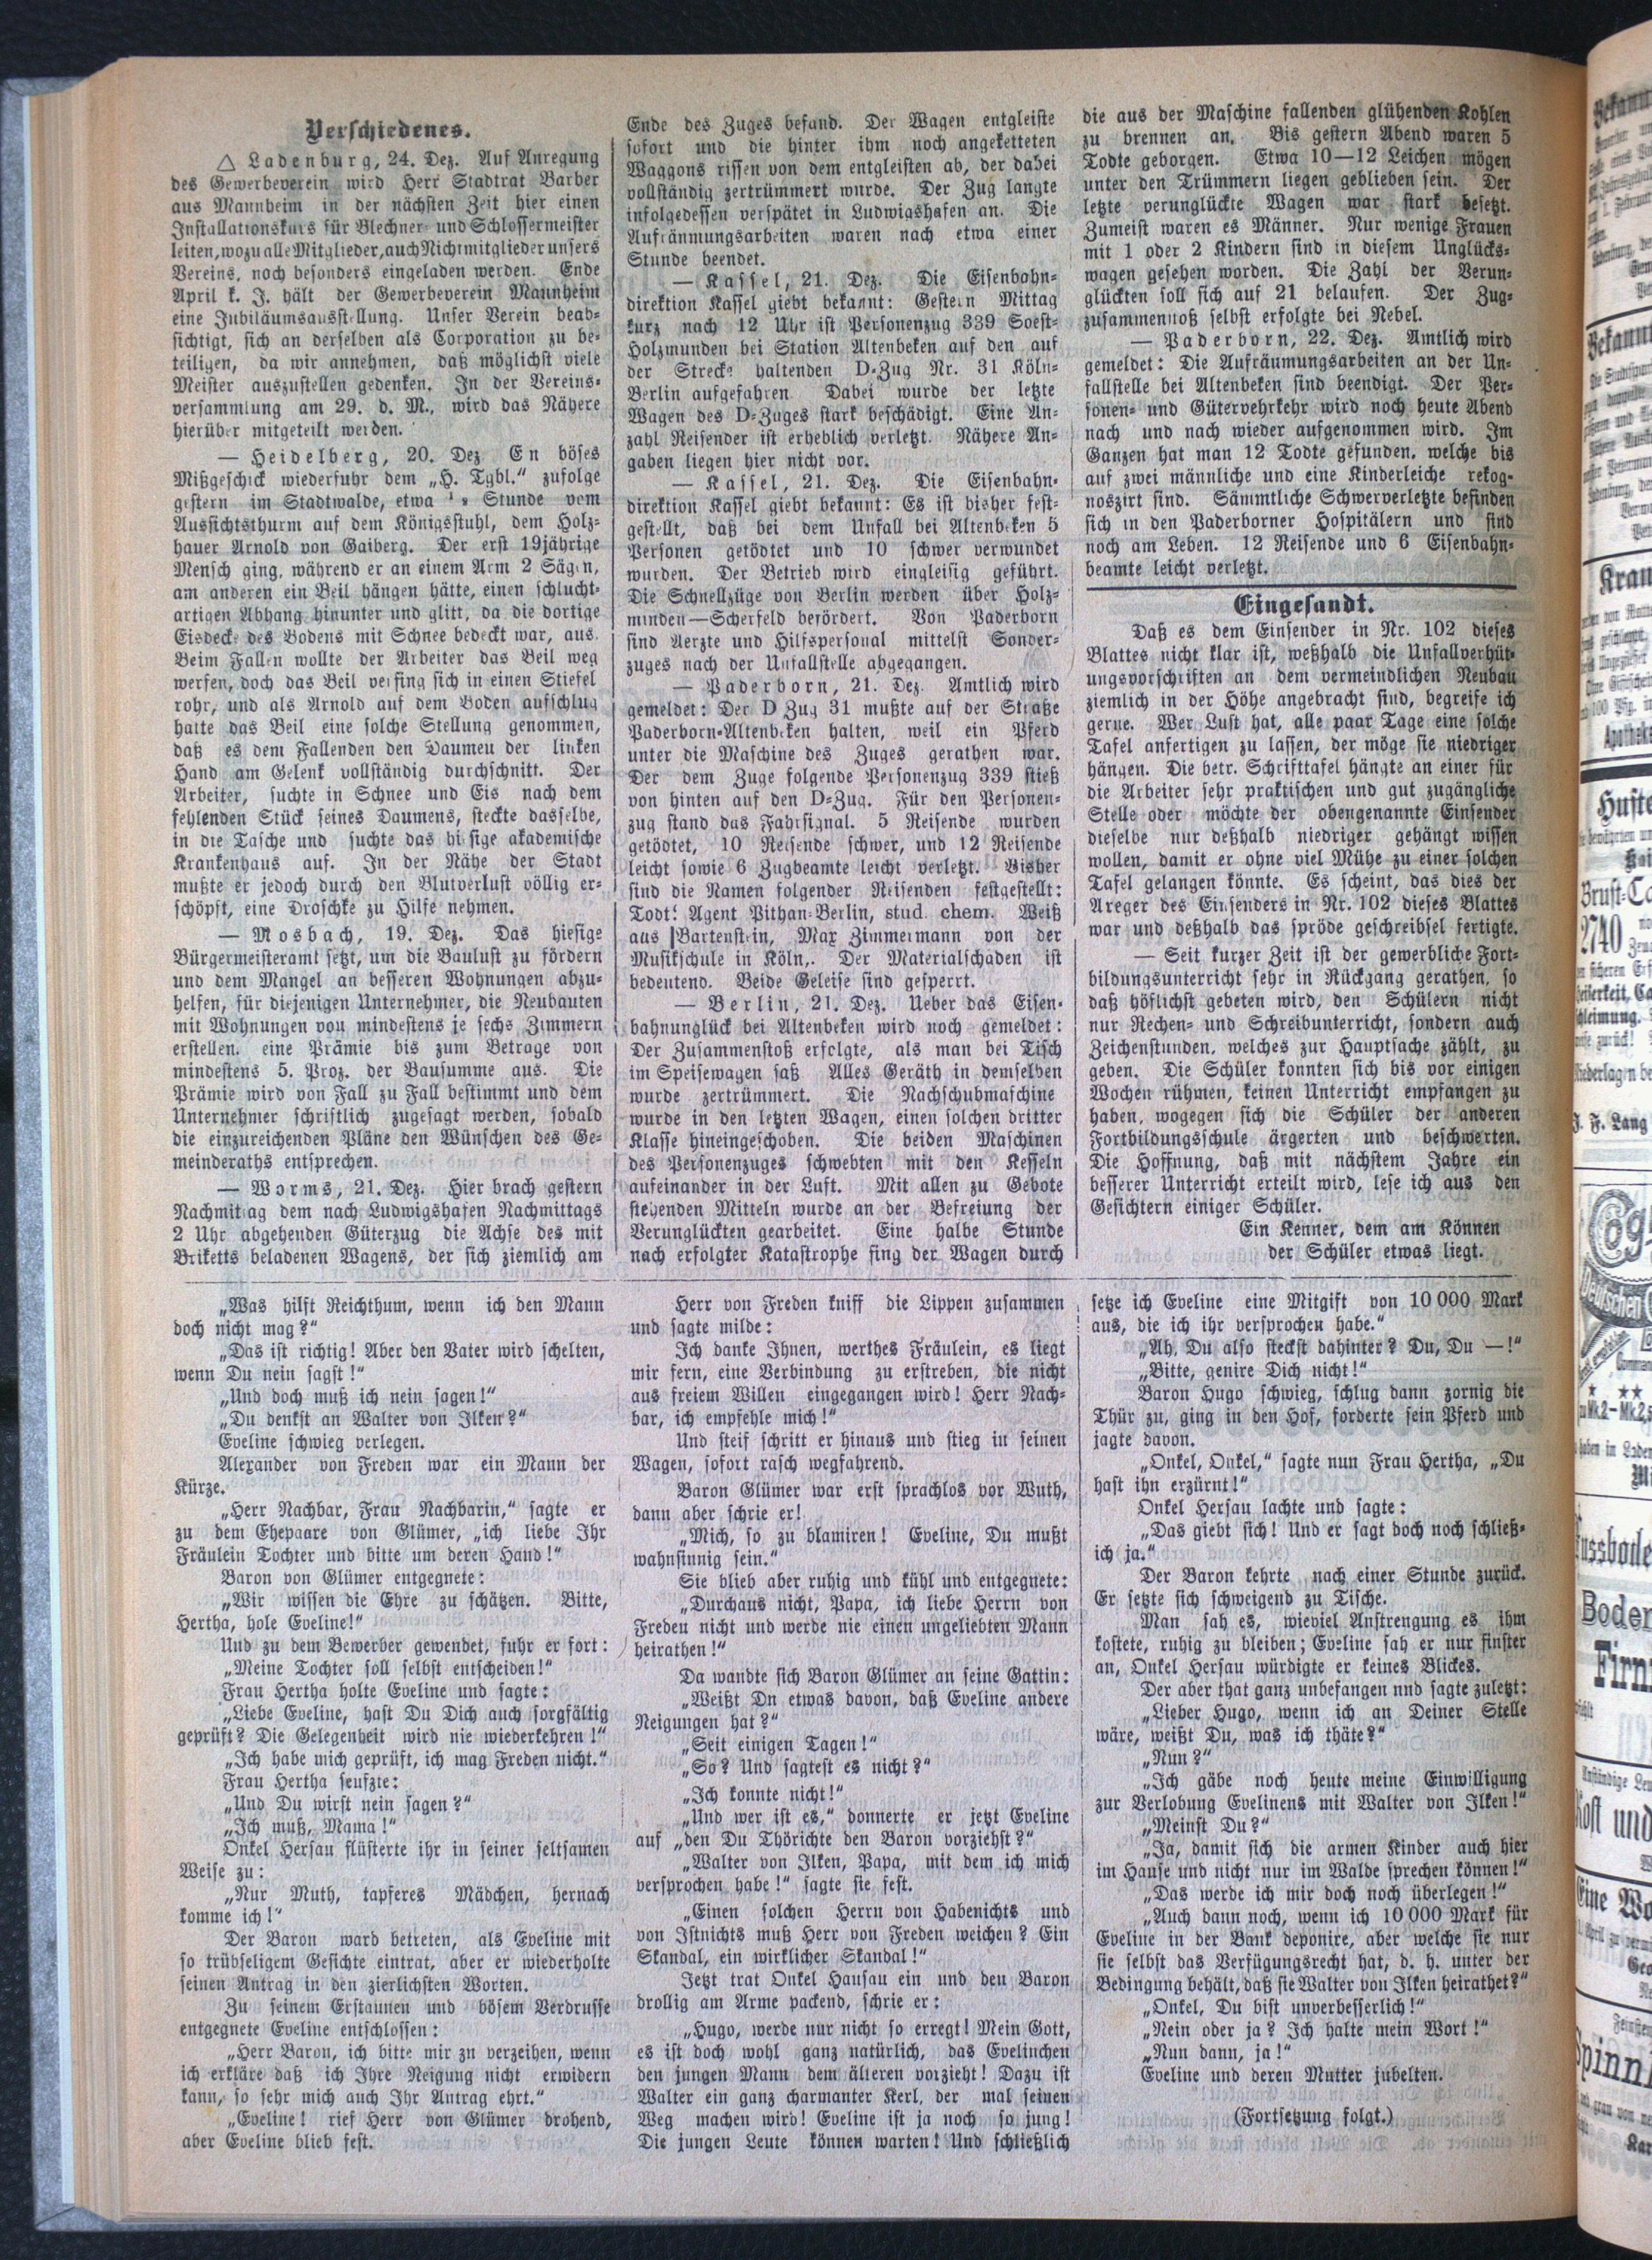 Verschiedenes.
△ Ladenburg, 24. Dez. Auf Anregung
des Gewerbeverein wird Herr Stadtrat Barber
aus Mannheim in der nächsten Zeit hier einen
Installationskurs für Blechner- und Schlossermeister
leiten, wozu alle Mitglieder, auch Nichtmitglieder unsers
Vereins, noch besonders eingeladen werden. Ende
April k. J. hält der Gewerbeverein Mannheim
eine Jubiläumsausstellung. Unser Verein beab-
sichtigt, sich an derselben als Corporation zu be-
teiligen, da wir annehmen, daß möglichst viele
Meister auszustellen gedenken. In der Vereins-
versammlung am 29. d. M., wird das Nähere
hierüber mitgeteilt werden.
— Heidelberg, 20. Dez. En böses
Mißgeschick wiederfuhr dem „H. Tgbl.“ zufolge
gestern im Stadtwalde, etwa Stunde vom
Aussichtsthurm auf dem Königsstuhl, dem Holz-
hauer Arnold von Gaiberg. Der erst 19jährige
Mensch ging, während er an einem Arm 2 Sägen,
am anderen ein Beil hängen hätte, einen schlucht-
artigen Abhang hinunter und glitt, da die dortige
Eisdecke des Bodens mit Schnee bedeckt war, aus.
Beim Fallen wollte der Arbeiter das Beil weg
werfen, doch das Beil verfing sich in einen Stiefel
rohr, und als Arnold auf dem Boden aufschlug
hatte das Beil eine solche Stellung genommen,
daß es dem Fallenden den Daumeu der linken
Hand am Gelenk vollständig durchschnitt. Der
Arbeiter, suchte in Schnee und Eis nach dem
fehlenden Stück seines Daumens, steckte dasselbe,
in die Tasche und suchte das hiesige akademische
Krankenhaus auf. In der Nähe der Stadt
mußte er jedoch durch den Blutverlust völlig er-
schöpft, eine Droschke zu Hilfe nehmen.
— Mosbach, 19. Dez. Das hiesige
Bürgermeisteramt setzt, um die Baulust zu fördern
und dem Mangel an besseren Wohnungen abzu-
helfen, für diejenigen Unternehmer, die Neubauten
mit Wohnungen von mindestens je sechs Zimmern
erstellen. eine Prämie bis zum Betrage von
mindestens 5. Proz. der Bausumme aus. Die
Prämie wird von Fall zu Fall bestimmt und dem
Unternehmer schriftlich zugesagt werden, sobald
die einzureichenden Pläne den Wünschen des Ge-
meinderaths entsprechen.
— Worms, 21. Dez. Hier brach gestern
Nachmittag dem nach Ludwigshafen Nachmittags
2 Uhr abgehenden Güterzug die Achse des mit
Briketts beladenen Wagens, der sich ziemlich am
Ende des Zuges befand. Der Wagen entgleiste
sofort und die hinter ihm noch angeketteten
Waggons rissen von dem entgleisten ab, der dabei
vollständig zertrümmert wurde. Der Zug langte
infolgedessen verspätet in Ludwigshafen an. Die
Aufräumungsarbeiten waren nach etwa einer
Stunde beendet.
— Kassel, 21. Dez. Die Eisenbahn-
direktion Kassel giebt bekannt: Gestern Mittag
kurz nach 12 Uhr ist Personenzug 339 Soest-
Holzmunden bei Station Altenbeken auf den auf
der Strecke haltenden D-Zug Nr. 31 Köln-
Berlin aufgefahren. Dabei wurde der letzte
Wagen des D-Zuges stark beschädigt. Eine An-
zahl Reisender ist erheblich verletzt. Nähere An-
gaben liegen hier nicht vor.
— Kassel, 21. Dez. Die Eisenbahn-
direktion Kassel giebt bekannt: Es ist bisher fest-
gestellt, daß bei dem Unfall bei Altenbeken 5
Personen getödtet und 10 schwer verwundet
wurden. Der Betrieb wird eingleisig geführt.
Die Schnellzüge von Berlin werden über Holz-
minden—Scherfeld berördert. Von Paderborn
sind Aerzte und Hilfspersonal mittelst Sonder-
zuges nach der Unfallstelle abgegangen.
— Paderborn, 21. Dez. Amtlich wird
gemeldet: Der D Zug 31 mußte auf der Straße
Paderborn-Altenbeken halten, weil ein Pferd
unter die Maschine des Zuges gerathen war.
Der dem Zuge folgende Personenzug 339 stieß
von hinten auf den D-Zug. Für den Personen-
zug stand das Fahrsignal. 5 Reisende wurden
getödtet, 10 Reisende schwer, und 12 Reisende
leicht sowie 6 Zugbeamte leicht verletzt. Bisher
sind die Namen folgender Reisenden festgestellt:
Todt: Agent Pithan-Berlin, stud. chem. Weiß
aus Bartenstein, Max Zimmermann von der
Musikschule in Köln,. Der Materialschaden ist
bedeutend. Beide Geleise sind gesperrt.
— Berlin, 21. Dez. Ueber das Eisen-
bahnunglück bei Altenbeken wird noch gemeldet:
Der Zusammenstoß erfolgte, als man bei Tisch
im Speisewagen saß Alles Geräth in demselben
wurde zertrümmert. Die Nachschubmaschine
wurde in den letzten Wagen, einen solchen dritter
Klasse hineingeschoben. Die beiden Maschinen
des Personenzuges schwebten mit den Kesseln
aufeinander in der Luft. Mit allen zu Gebote
stehenden Mitteln wurde an der Befreiung der
Verunglückten gearbeitet. Eine halbe Stunde
nach erfolgter Katastrophe fing der Wagen durch
die aus der Maschine fallenden glühenden Kohlen
zu brennen an. Bis gestern Abend waren 5
Todte geborgen. Etwa 10—12 Leichen mögen
unter den Trümmern liegen geblieben sein. Der
letzte verunglückte Wagen war stark besetzt.
Zumeist waren es Männer. Nur wenige Frauen
mit 1 oder 2 Kindern sind in diesem Unglücks-
wagen gesehen worden. Die Zahl der Verun-
glückten soll sich auf 21 belaufen. Der Zug-
zusammennoß selbst erfolgte bei Nebel.
— Paderborn, 22. Dez. Amtlich wird
gemeldet: Die Aufräumungsarbeiten an der Un-
fallstelle bei Altenbeken sind beendigt. Der Per-
sonen- und Gütervehrkehr wird noch heute Abend
nach und nach wieder aufgenommen wird. Im
Ganzen hat man 12 Todte gefunden, welche bis
auf zwei männliche und eine Kinderleiche rekog-
noszirt sind. Sämmtliche Schwerverletzte befinden
sich in den Paderborner Hospitälern und sind
noch am Leben. 12 Reisende und 6 Eisenbahn-
beamte leicht verletzt.
Eingesandt.
Daß es dem Einsender in Nr. 102 dieses
Blattes nicht klar ist, weßhalb die Unfallverhüt-
ungsvorschriften an dem vermeindlichen Neubau
ziemlich in der Höhe angebracht sind, begreife ich
gerne. Wer Lust hat, alle paar Tage eine solche
Tafel anfertigen zu lassen, der möge sie niedriger
hängen. Die betr. Schrifttafel hängte an einer für
die Arbeiter sehr praktischen und gut zugängliche
Stelle oder möchte der obengenannte Einsender
dieselbe nur deßhalb niedriger gehängt wissen
wollen, damit er ohne viel Mühe zu einer solchen
Tafel gelangen könnte. Es scheint, das dies der
Areger des Einsenders in Nr. 102 dieses Blattes
war und deßhalb das spröde geschreibsel fertigte.
— Seit kurzer Zeit ist der gewerbliche Fort-
bildungsunterricht sehr in Rückgang gerathen, so
daß höflichst gebeten wird, den Schülern nicht
nur Rechen- und Schreibunterricht, sondern auch
Zeichenstunden, welches zur Hauptsache zählt, zu
geben. Die Schüler konnten sich bis vor einigen
Wochen rühmen, keinen Unterricht empfangen zu
haben, wogegen sich die Schüler der anderen
Fortbildungsschule ärgerten und beschwerten.
Die Hoffnung, daß mit nächstem Jahre ein
besserer Unterricht erteilt wird, lese ich aus den
Gesichtern einiger Schüler.
Ein Kenner, dem am Können
der Schüler etwas liegt.
„Was hilft Reichthum, wenn ich den Mann
doch nicht mag?“
„Das ist richtig! Aber den Vater wird schelten,
wenn Du nein sagst!“
„Und doch muß ich nein sagen!“
„Du denkst an Walter von Ilken?“
Eveline schwieg verlegen.
Alexander von Freden war ein Mann der
Kürze.
„Herr Nachbar, Frau Nachbarin,“ sagte er
zu dem Ehepaare von Glümer, „ich liebe Ihr
Fräulein Tochter und bitte um deren Hand!“
Baron von Glümer entgegnete:
„Wir wissen die Ehre zu schätzen. Bitte,
Hertha, hole Eveline!“
Und zu dem Bewerber gewendet, fuhr er fort:
„Meine Tochter soll selbst entscheiden!“
Frau Hertha holte Eveline und sagte:
„Liebe Eveline, hast Du Dich auch sorgfältig
geprüft? Die Gelegenheit wird nie wiederkehren!“
„Ich habe mich geprüft, ich mag Freden nicht.“
Frau Hertha seufzte:
„Und Du wirst nein sagen?“
„Ich muß, Mama!“
Onkel Hersau flüsterte ihr in seiner seltsamen
Weise zu:
„Nur Muth, tapferes Mädchen, hernach
komme ich!“
Der Baron ward betreten, als Eveline mit
so trübseligem Gesichte eintrat, aber er wiederholte
seinen Antrag in den zierlichsten Worten.
Zu seinem Erstaunen und bösem Verdrusse
entgegnete Eveline entschlossen:
„Herr Baron, ich bitte mir zu verzeihen, wenn
ich erkläre daß ich Ihre Neigung nicht erwidern
kann, so sehr mich auch Ihr Antrag ehrt.“
„Eveline! rief Herr von Glümer drohend,
aber Eveline blieb fest.
Herr von Freden kniff die Lippen zusammen
und sagte milde:
Ich danke Ihnen, werthes Fräulein, es liegt
mir fern, eine Verbindung zu erstreben, die nicht
aus freiem Willen eingegangen wird! Herr Nach-
bar, ich empfehle mich!“
Und steif schritt er hinaus und stieg in seinen
Wagen, sofort rasch wegfahrend.
Baron Glümer war erst sprachlos vor Wuth,
dann aber schrie er!
„Mich, so zu blamiren! Eveline, Du mußt
wahnsinnig sein.“
Sie blieb aber ruhig und kühl und entgegnete:
„Durchaus nicht, Papa, ich liebe Herrn von
Freden nicht und werde nie einen ungeliebten Mann
heirathen!“
Da wandte sich Baron Glümer an seine Gattin:
„Weißt Dn etwas davon, daß Eveline andere
Neigungen hat?“
„Seit einigen Tagen!“
„So? Und sagtest es nicht?“
„Ich konnte nicht!“
„Und wer ist es,“ donnerte er jetzt Eveline
auf „den Du Thörichte den Baron vorziehst?“
„Walter von Ilken, Papa, mit dem ich mich
versprochen habe!“ sagte sie fest.
„Einen solchen Herrn von Habenichts und
von Istnichts muß Herr von Freden weichen? Ein
Skandal, ein wirklicher Skandal!“
Jetzt trat Onkel Hausau ein und den Baron
drollig am Arme packend, schrie er:
„Hugo, werde nur nicht so erregt! Mein Gott,
es ist doch wohl ganz natürlich, das Evelinchen
den jungen Mann dem älteren vorzieht! Dazu ist
Walter ein ganz charmanter Kerl, der mal seinen
Weg machen wird! Eveline ist ja noch so jung!
Die jungen Leute können warten! Und schließlich
setze ich Eveline eine Mitgift von 10 000 Mark
aus, die ich ihr versprochen habe.“
„Ah, Du also steckst dahinter? Du, Du —!“
„Bitte, genire Dich nicht!“
Baron Hugo schwieg, schlug dann zornig die
Thür zu, ging in den Hof, forderte sein Pferd und
jagte davon.
„Onkel, Onkel,“ sagte nun Frau Hertha, „Du
hast ihn erzürnt!“
Onkel Hersau lachte und sagte:
„Das giebt sich! Und er sagt doch noch schließ-
ich ja.“
Der Baron kehrte nach einer Stunde zurück.
Er setzte sich schweigend zu Tische.
Man sah es, wieviel Anstrengung es ihm
kostete, ruhig zu bleiben; Eveline sah er nur finster
an, Onkel Hersau würdigte er keines Blickes.
Der aber that ganz unbefangen nnd sagte zuletzt:
„Lieber Hugo, wenn ich an Deiner Stelle
wäre, weißt Du, was ich thäte?“
„Nun?“
„Ich gäbe noch heute meine Einwilligung
zur Verlobung Evelinens mit Walter von Ilken!“
„Meinst Du?“
„Ja, damit sich die armen Kinder auch hier
im Hause und nicht nur im Walde sprechen können!“
„Das werde ich mir doch noch überlegen!“
„Auch dann noch, wenn ich 10 000 Mark für
Eveline in der Bank deponire, aber welche sie nur
sie selbst das Verfügungsrecht hat, d. h. unter der
Bedingung behält, daß sie Walter von Ilken heirathet?“
„Onkel, Du bist unverbesserlich!“
„Nein oder ja? Ich halte mein Wort!“
„Nun dann, ja!“
Eveline und deren Mutter jubelten.
(Fortsetzung folgt.)